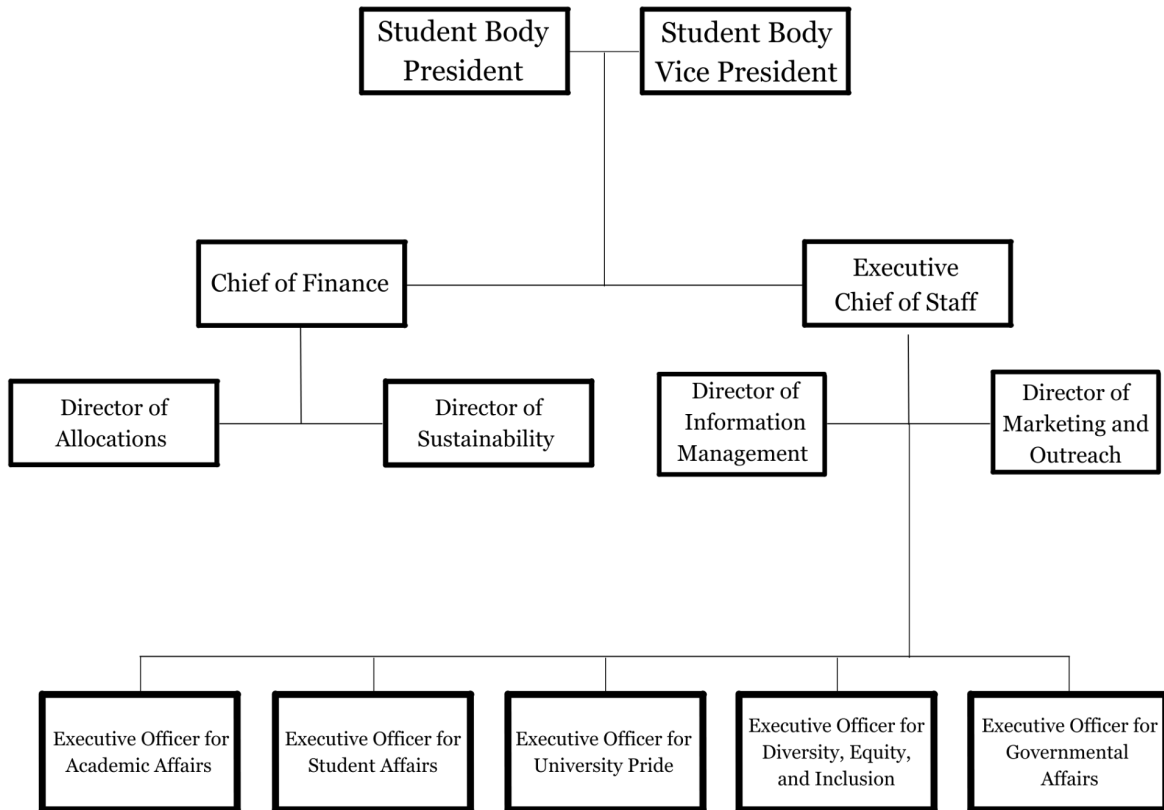 Student Body
President
Student Body
Vice President
Chief of Finance
Executive
Chief of Staff
Director of
Allocations
Director of
Sustainability
Director of
Information
Management
Director of
Marketing and
Outreach
Executive Officer for
Academic Affairs
Executive Officer for
Student Affairs
Executive Officer for
University Pride
Executive Officer for
Diversity, Equity,
and Inclusion
Executive Officer for
Governmental
Affairs